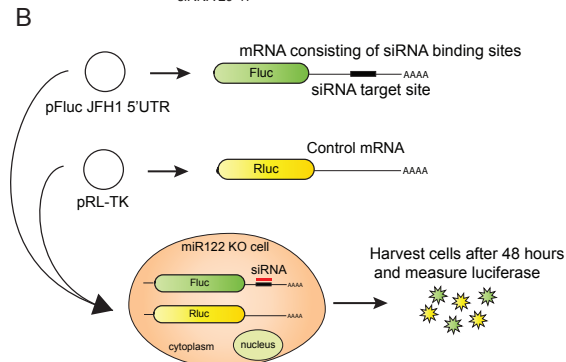 B
mRNA consisting of siRNA binding sites
Fluc
AAAA
siRNA target site
pFluc JFH1 5'UTR
Control mRNA
Rluc
AAAA
pRL-TK
miR122 KO cell
siRNA
Fluc
AAAA
Rluc
AAAA
cytoplasm
nucleus
Harvest cells after 48 hours
and measure luciferase